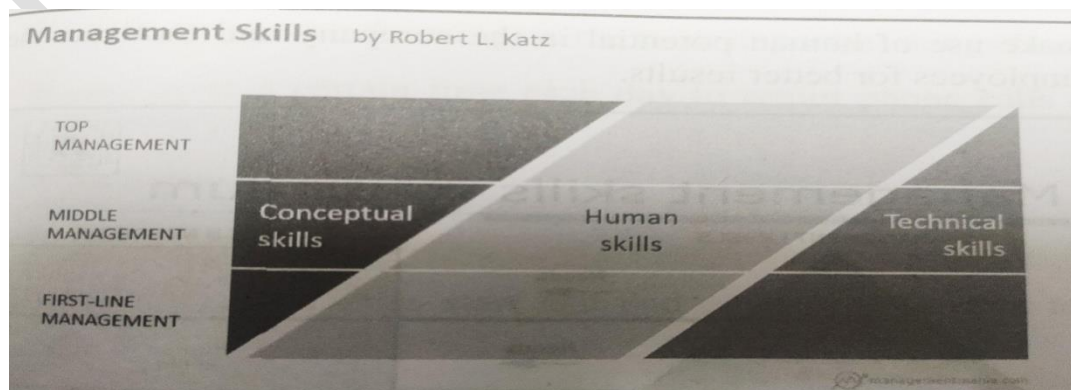 Management Skills by Robert L. Katz
TOP
MANAGEMENT
MIDDLE
MANAGEMENT
Conceptual
skills
Human
skills
Technical
skills
FIRST-LINE
MANAGEMENT